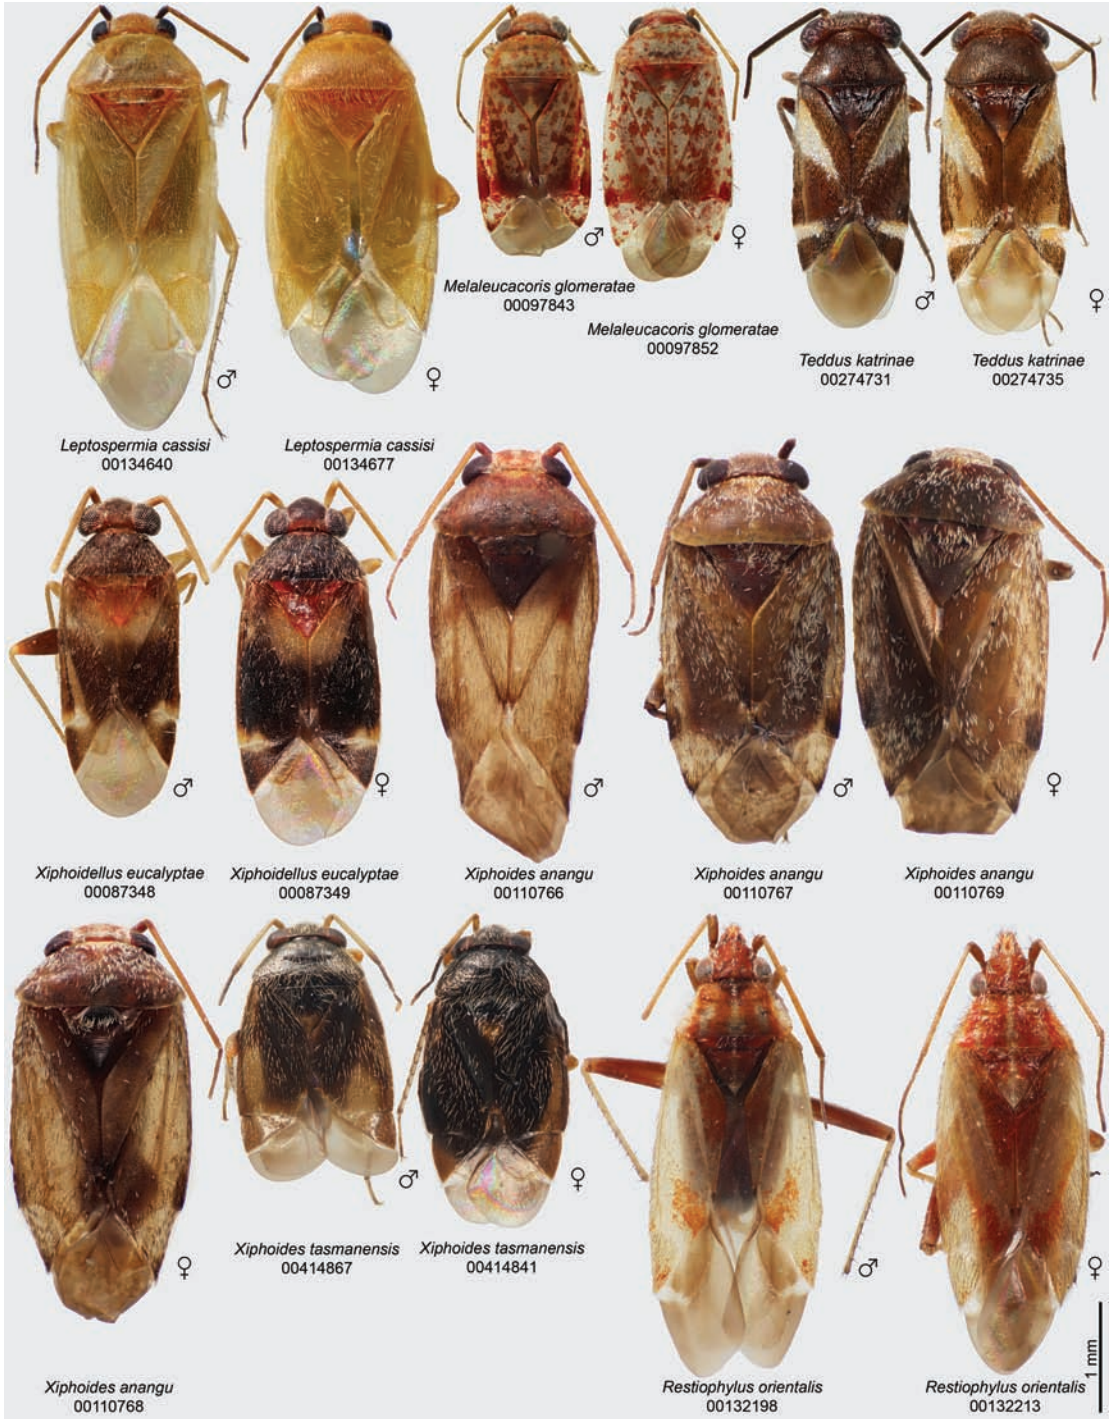 ♂
♀
♂
♀
♂
♀
Melaleucacoris glomeratae
00097843
Melaleucacoris glomeratae
00097852
Teddus katrinae
00274731
Teddus katrinae
00274735
Leptospermia cassisi
00134640
Leptospermia cassisi
00134677
♂
♀
♂
♂
♀
Xiphoidellus eucalyptae
00087348
Xiphoidellus eucalyptae
00087349
Xiphoides anangu
00110766
Xiphoides anangu
00110767
Xiphoides anangu
00110769
♀
♂
♀
♂
♀
Xiphoides tasmanensis
00414867
Xiphoides tasmanensis
00414841
1 mm
Xiphoides anangu
00110768
Restiophylus orientalis
00132198
Restiophylus orientalis
00132213